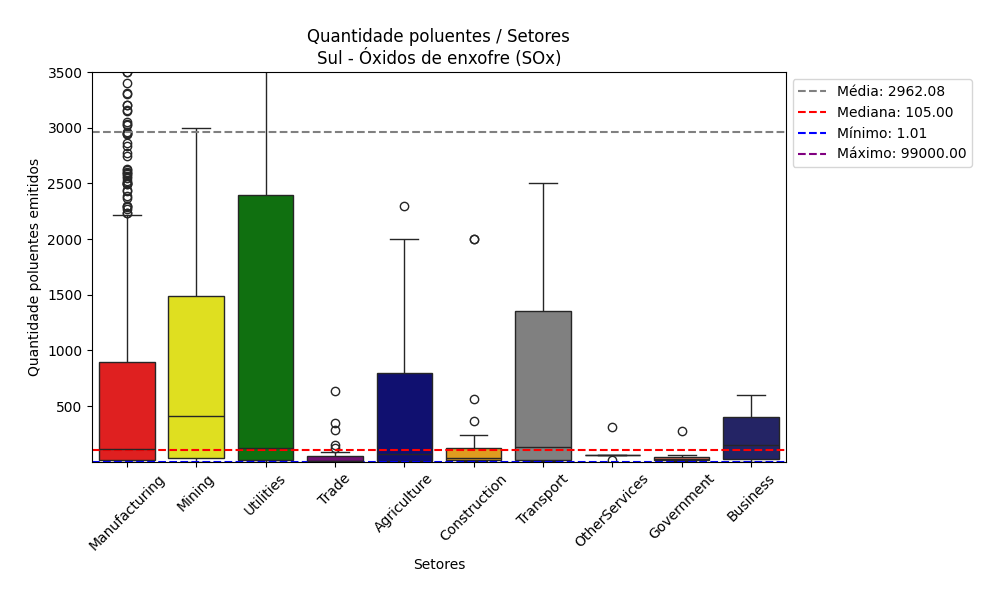 Quantidade poluentes / Setores
Sul - Óxidos de enxofre (SOx)
Quantidade poluentes emitidos
3500
3000
2500
2000
1500
1000
500
Manufacturing
Mining
Utilities
Trade
Agriculture
Construction
Transport
OtherServices
Government
Business
Setores
Média: 2962.08
Mediana: 105.00
Mínimo: 1.01
Máximo: 99000.00